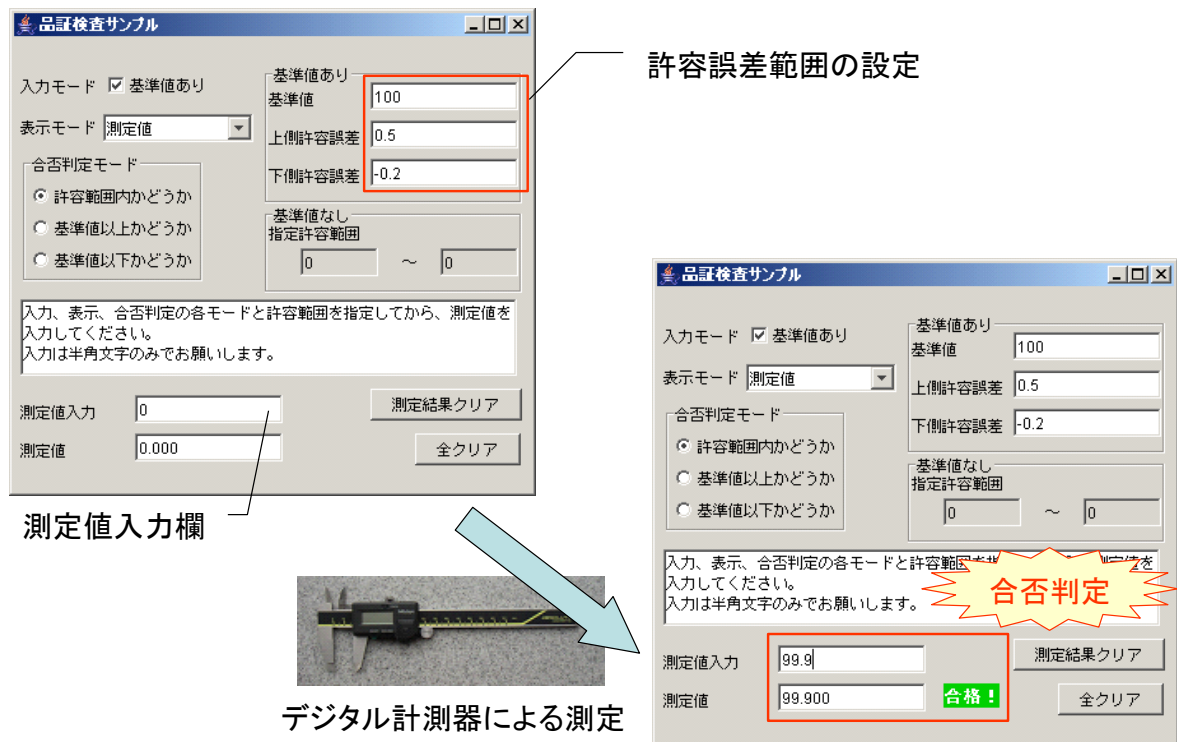 品証検査サンプル
入力モード 基準値あり
基準値あり
基準値 100
表示モード 測定値
上側許容誤差 0.5
下側許容誤差 -0.2
合否判定モード
許容範囲内かどうか
基準値以上かどうか
基準値以下かどうか
基準値なし
指定許容範囲
0 ～ 0
入力、表示、合否判定の各モードと許容範囲を指定してから、測定値を
入力してください。
入力は半角文字のみでお願いします。
測定値入力 0 測定結果クリア
測定値 0.000 全クリア
許容誤差範囲の設定
測定値入力欄
デジタル計測器による測定
品証検査サンプル
入力モード 基準値あり
基準値あり
基準値 100
表示モード 測定値
上側許容誤差 0.5
下側許容誤差 -0.2
合否判定モード
許容範囲内かどうか
基準値以上かどうか
基準値以下かどうか
基準値なし
指定許容範囲
0 ～ 0
入力、表示、合否判定の各モードと許容範囲を指 測定値を
入力してください。
入力は半角文字のみでお願いします。
合否判定
測定値入力 99.9 測定結果クリア
測定値 99.900 合格！ 全クリア